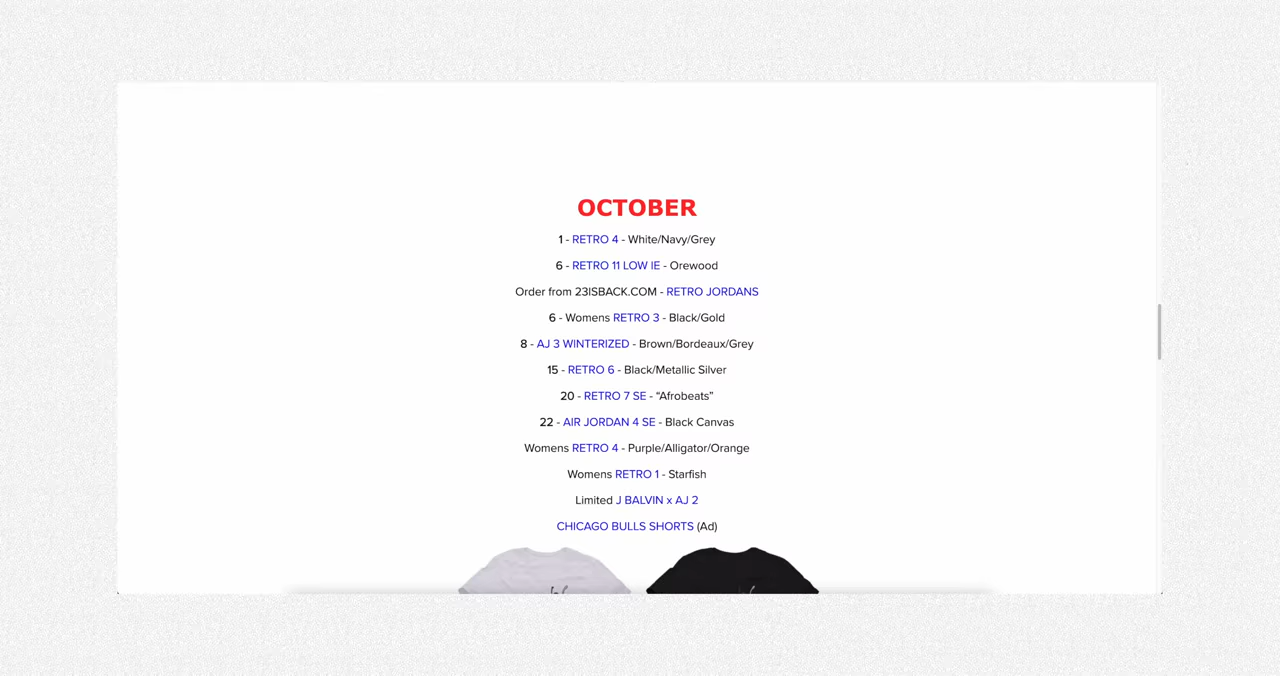 OCTOBER
1 - RETRO 4 - White/Navy/Grey
6 - RETRO 11 LOW IE - Orewood
Order from 23ISBACK.COM - RETRO JORDANS
6 - Womens RETRO 3 - Black/Gold
8 - AJ 3 WINTERIZED - Brown/Bordeaux/Grey
15 - RETRO 6 - Black/Metallic Silver
20 - RETRO 7 SE - “Afrobeats”
22 - AIR JORDAN 4 SE - Black Canvas
Womens RETRO 4 - Purple/Alligator/Orange
Womens RETRO 1 - Starfish
Limited J BALVIN x AJ 2
CHICAGO BULLS SHORTS (Ad)